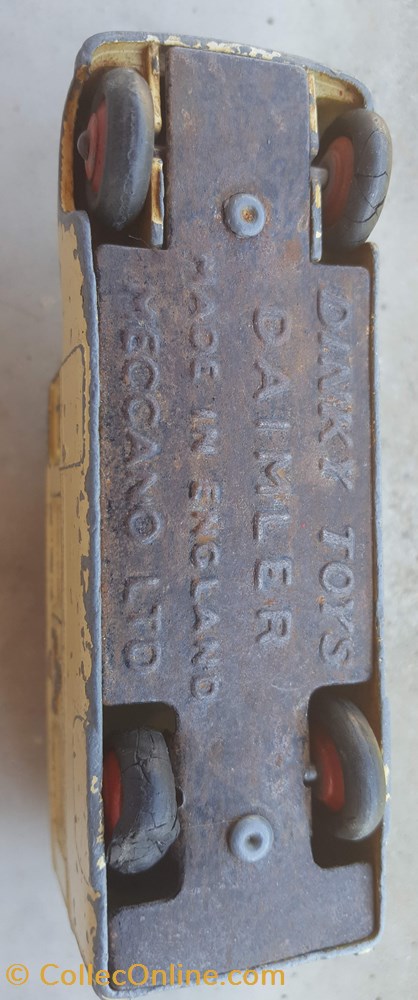 DINKY TOYS
DAIMLER
MADE IN ENGLAND
MECCANO LTD
© CollecOnline.com